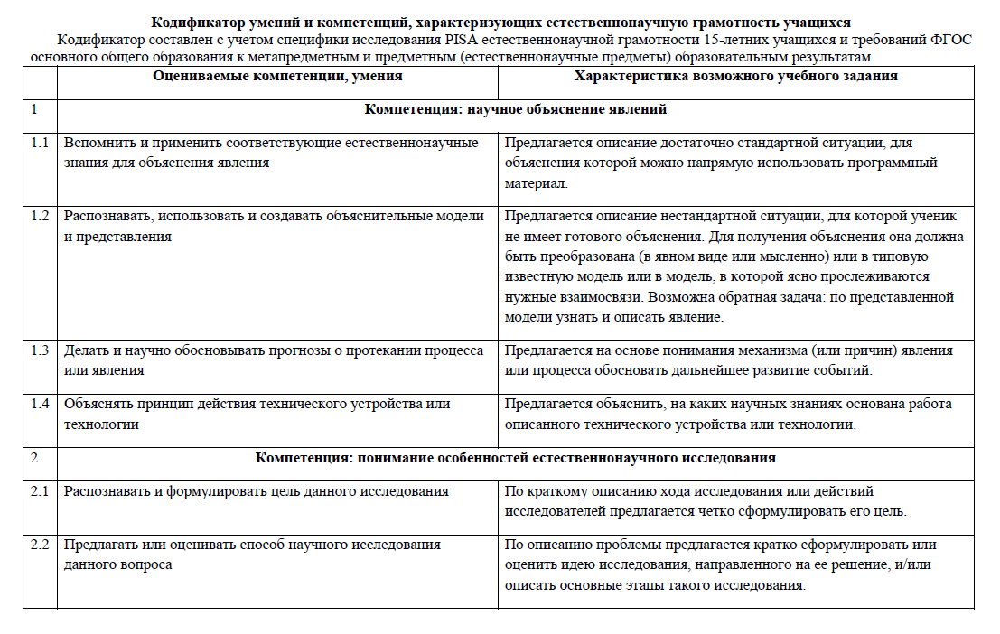 Кодификатор умений и компетенций, характеризующих естественнонаучную грамотность учащихся
Кодификатор составлен с учетом специфики исследования PISA естественнонаучной грамотности 15-летних учащихся и требований ФГОС
основного общего образования к метапредметным и предметным (естественнонаучные предметы) образовательным результатам.
Оцениваемые компетенции, умения
Характеристика возможного учебного задания
1
Компетенция: научное объяснение явлений
1.1
Вспомнить и применить соответствующие естественнонаучные
знания для объяснения явления
Предлагается описание достаточно стандартной ситуации, для
объяснения которой можно напрямую использовать программный
материал.
1.2
Распознавать, использовать и создавать объяснительные модели
и представления
Предлагается описание нестандартной ситуации, для которой ученик
не имеет готового объяснения. Для получения объяснения она должна
быть преобразована (в явном виде или мысленно) или в типовую
известную модель или в модель, в которой ясно прослеживаются
нужные взаимосвязи. Возможна обратная задача: по представленной
модели узнать и описать явление.
1.3
Делать и научно обосновывать прогнозы о протекании процесса
или явления
Предлагается на основе понимания механизма (или причин) явления
или процесса обосновать дальнейшее развитие событий.
1.4
Объяснять принцип действия технического устройства или
технологии
Предлагается объяснить, на каких научных знаниях основана работа
описанного технического устройства или технологии.
2
Компетенция: понимание особенностей естественнонаучного исследования
2.1
Распознавать и формулировать цель данного исследования
По краткому описанию хода исследования или действий
исследователей предлагается четко сформулировать его цель.
2.2
Предлагать или оценивать способ научного исследования
данного вопроса
По описанию проблемы предлагается кратко сформулировать или
оценить идею исследования, направленного на ее решение, и/или
описать основные этапы такого исследования.